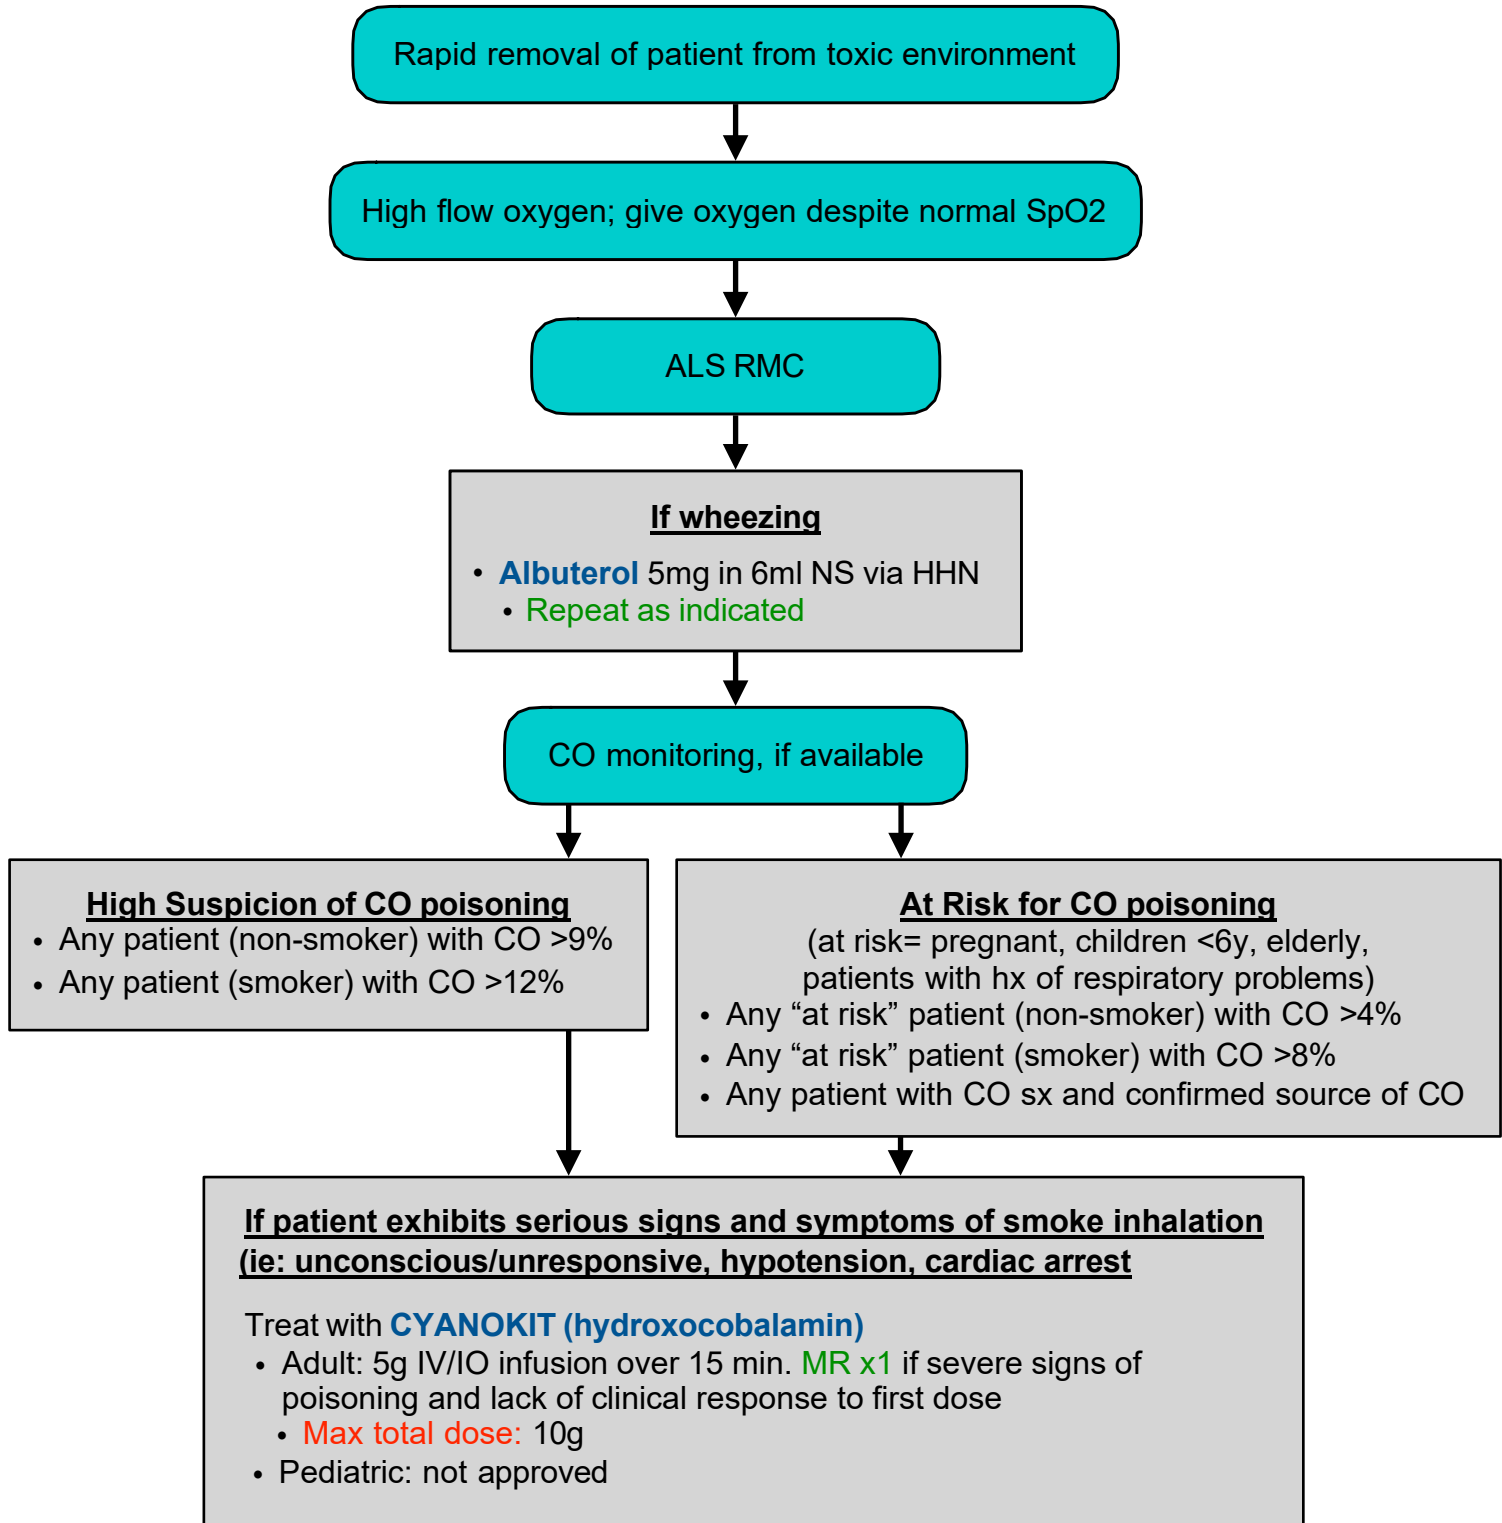 Rapid removal of patient from toxic environment
High flow oxygen; give oxygen despite normal SpO2
ALS RMC
If wheezing
• Albuterol 5mg in 6ml NS via HHN
• Repeat as indicated
CO monitoring, if available
High Suspicion of CO poisoning
• Any patient (non-smoker) with CO >9%
• Any patient (smoker) with CO >12%
At Risk for CO poisoning
(at risk= pregnant, children <6y, elderly,
patients with hx of respiratory problems)
• Any “at risk” patient (non-smoker) with CO >4%
• Any “at risk” patient (smoker) with CO >8%
• Any patient with CO sx and confirmed source of CO
If patient exhibits serious signs and symptoms of smoke inhalation
(ie: unconscious/unresponsive, hypotension, cardiac arrest
Treat with CYANOKIT (hydroxocobalamin)
• Adult: 5g IV/IO infusion over 15 min. MR x1 if severe signs of
poisoning and lack of clinical response to first dose
• Max total dose: 10g
• Pediatric: not approved